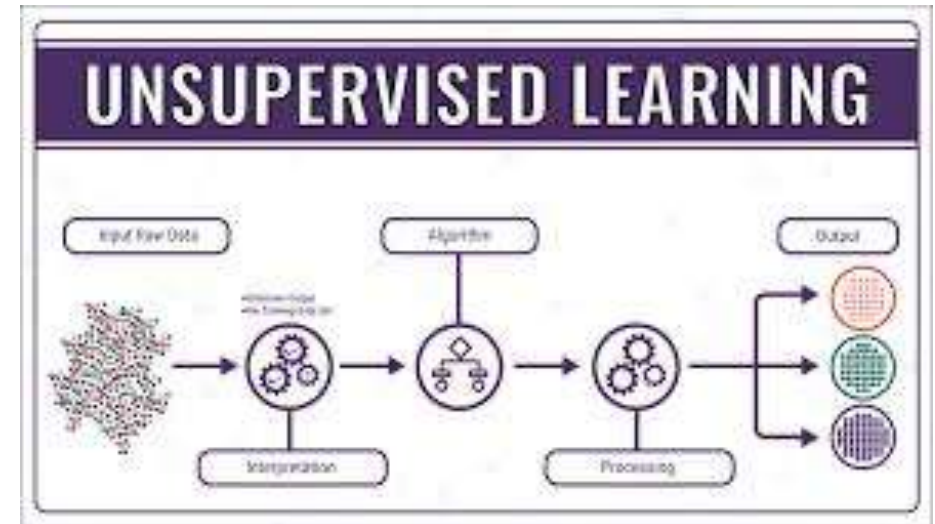 UNSUPERVISED LEARNING
Input Raw Data
Algorithm
Output
Interpretation
Processing